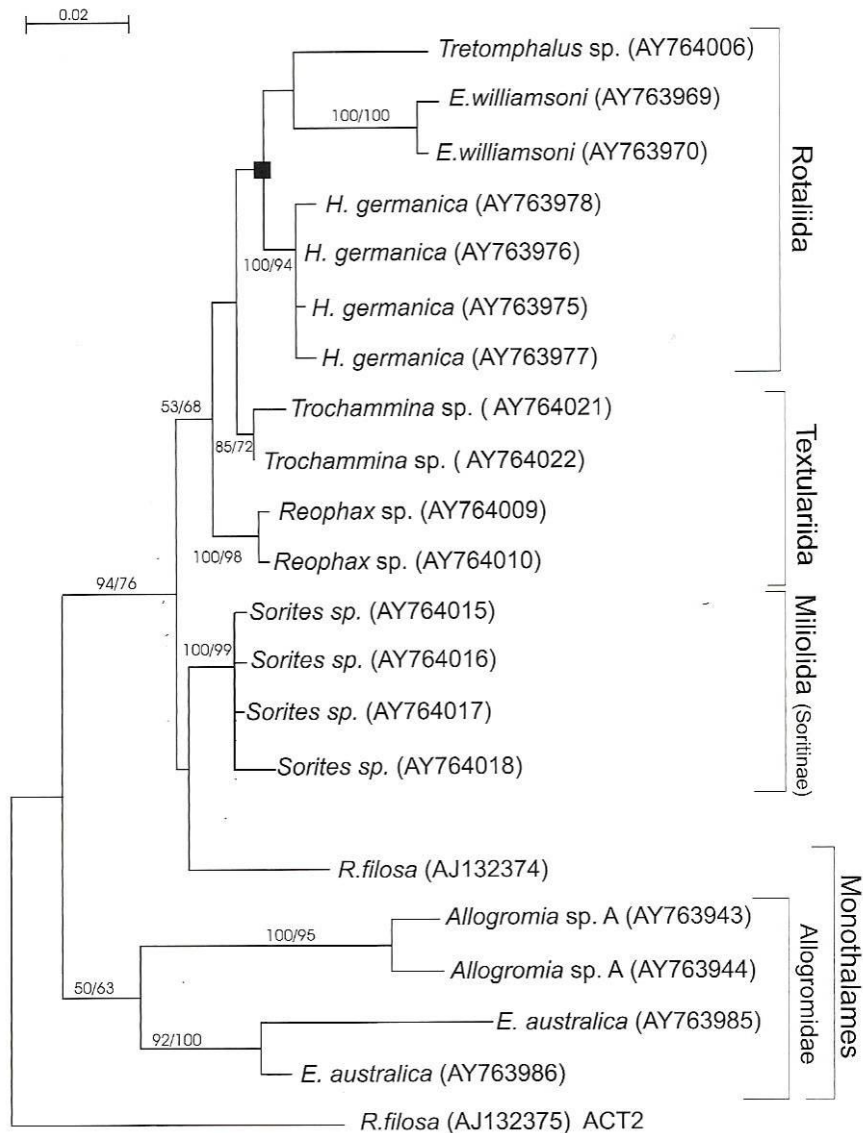 0.02
Tretomphalus sp. (AY764006)
100/100
E.williamsoni (AY763969)
E.williamsoni (AY763970)
H. germanica (AY763978)
100/94
H. germanica (AY763976)
H. germanica (AY763975)
H. germanica (AY763977)
Rotaliida
53/68
Trochammina sp. ( AY764021)
85/72
Trochammina sp. ( AY764022)
Reophax sp. (AY764009)
100/98
Reophax sp. (AY764010)
Textulariida
94/76
Sorites sp. (AY764015)
100/99
Sorites sp. (AY764016)
Sorites sp. (AY764017)
Sorites sp. (AY764018)
Miliolida (Soritinae)
R.filosa (AJ132374)
Allogromia sp. A (AY763943)
100/95
Allogromia sp. A (AY763944)
50/63
E. australica (AY763985)
92/100
E. australica (AY763986)
Allogromidae
Monothalames
R.filosa (AJ132375) ACT2